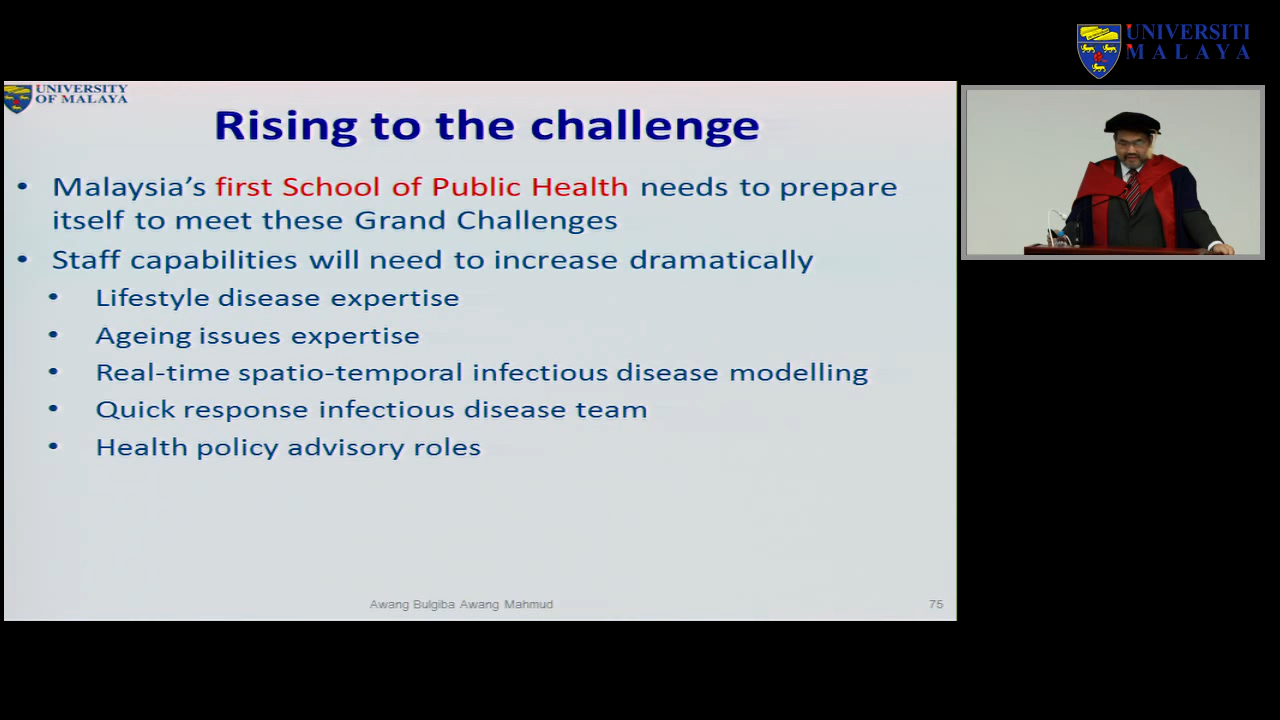 UNIVERSITI
MALAYA
UNIVERSITY
OF MALAYA
Rising to the challenge
• Malaysia's first School of Public Health needs to prepare
itself to meet these Grand Challenges
• Staff capabilities will need to increase dramatically
• Lifestyle disease expertise
• Ageing issues expertise
• Real-time spatio-temporal infectious disease modelling
• Quick response infectious disease team
• Health policy advisory roles
Awang Bulgiba Awang Mahmud
75